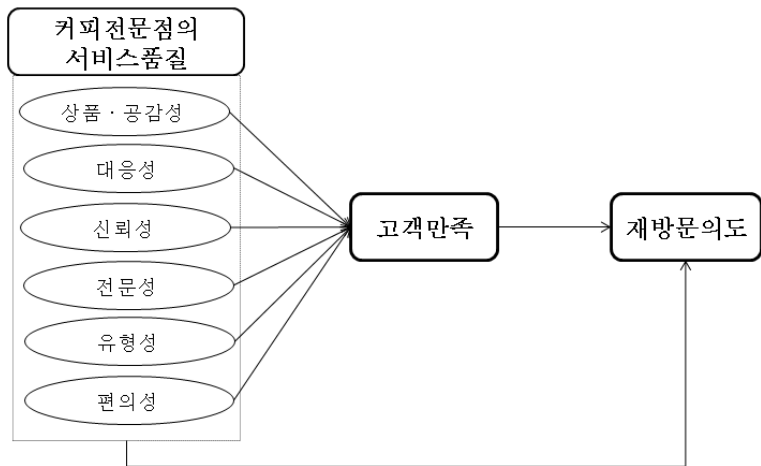 커피전문점의
서비스품질
상품 · 공감성
대응성
신뢰성
전문성
유형성
편의성
고객만족
재방문의도